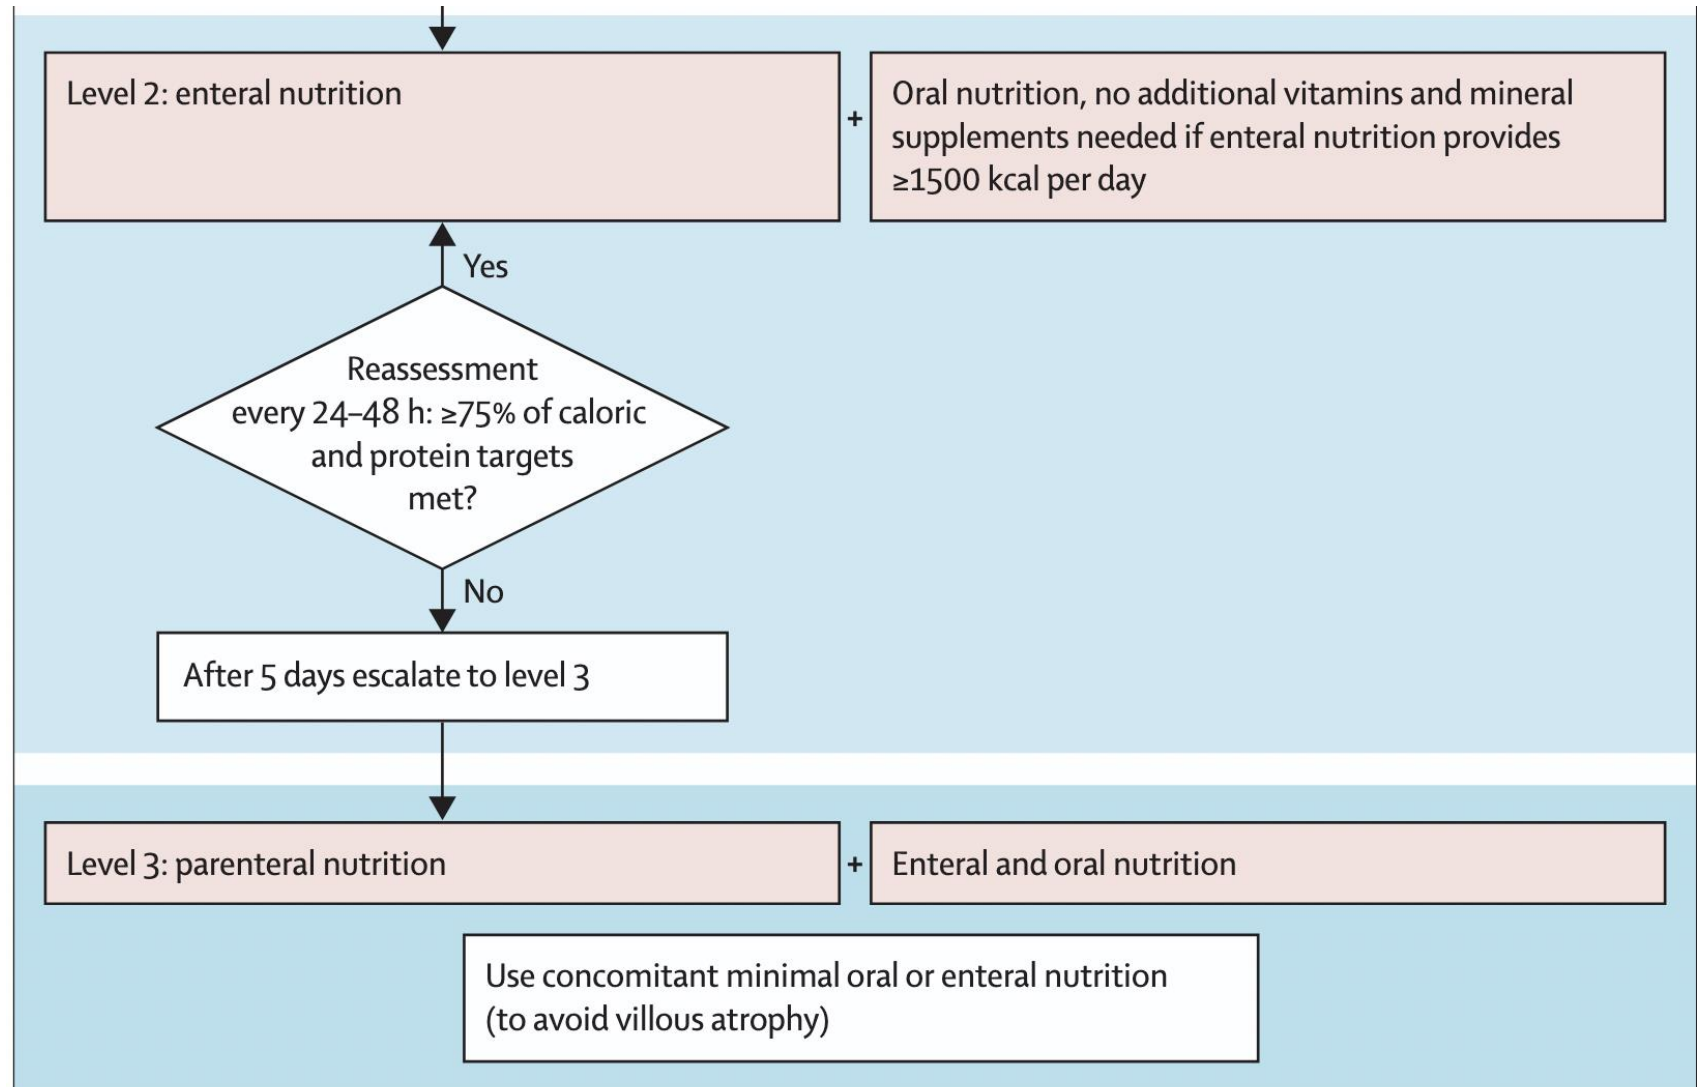 Level 2: enteral nutrition
+
Oral nutrition, no additional vitamins and mineral
supplements needed if enteral nutrition provides
≥1500 kcal per day
Yes
Reassessment
every 24–48 h: ≥75% of caloric
and protein targets
met?
No
After 5 days escalate to level 3
Level 3: parenteral nutrition
+
Enteral and oral nutrition
Use concomitant minimal oral or enteral nutrition
(to avoid villous atrophy)